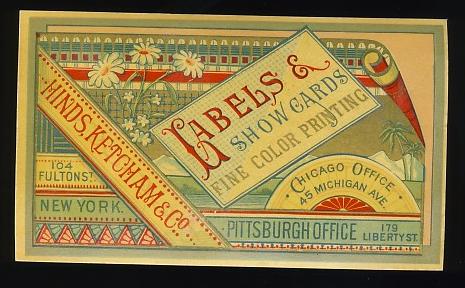 HINDS, KETCHAM & Co
LABELS &
SHOW CARDS
FINE COLOR PRINTING
104
FULTON ST.
NEW YORK.
CHICAGO OFFICE
45 MICHIGAN AVE.
PITTSBURGH OFFICE
179
LIBERTY ST.